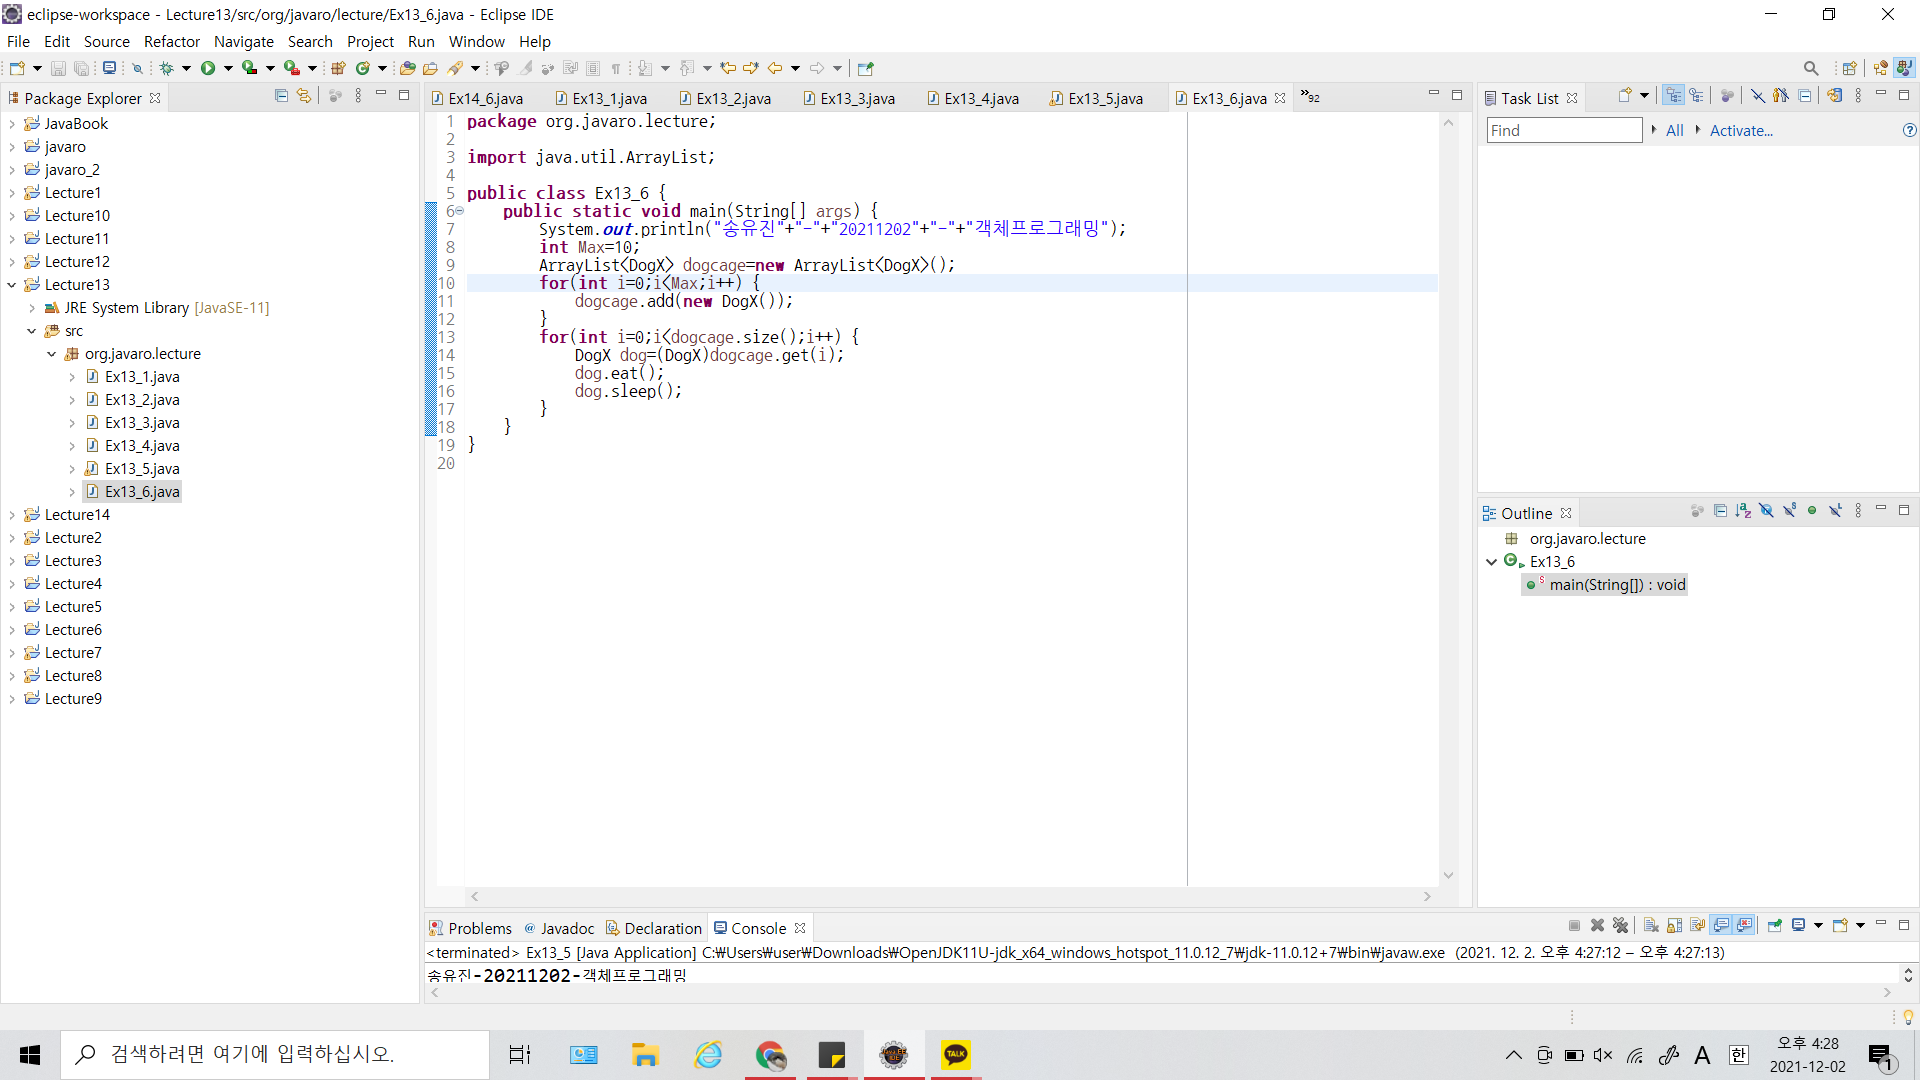 eclipse-workspace - Lecture13/src/org/javaro/lecture/Ex13_6.java - Eclipse IDE
File Edit Source Refactor Navigate Search Project Run Window Help
Package Explorer
JavaBook
javaro
javaro_2
Lecture1
Lecture10
Lecture11
Lecture12
Lecture13
JRE System Library [JavaSE-11]
src
org.javaro.lecture
Ex13_1.java
Ex13_2.java
Ex13_3.java
Ex13_4.java
Ex13_5.java
Ex13_6.java
Lecture14
Lecture2
Lecture3
Lecture4
Lecture5
Lecture6
Lecture7
Lecture8
Lecture9
Ex14_6.java Ex13_1.java Ex13_2.java Ex13_3.java Ex13_4.java Ex13_5.java Ex13_6.java »92
1 package org.javaro.lecture;
2
3 import java.util.ArrayList;
4
5 public class Ex13_6 {
6 public static void main(String[] args) {
7 System.out.println("송유진"+"-"+"20211202"+"-"+"객체프로그래밍");
8 int Max=10;
9 ArrayList<DogX> dogcage=new ArrayList<DogX>();
10 for(int i=0;i<Max;i++) {
11 dogcage.add(new DogX());
12 }
13 for(int i=0;i<dogcage.size();i++) {
14 DogX dog=(DogX)dogcage.get(i);
15 dog.eat();
16 dog.sleep();
17 }
18 }
19 }
20
Task List
Find All Activate...
Outline
org.javaro.lecture
Ex13_6
main(String[]) : void
Problems @ Javadoc Declaration Console
<terminated> Ex13_5 [Java Application] C:₩Users₩user₩Downloads₩OpenJDK11U-jdk_x64_windows_hotspot_11.0.12_7₩jdk-11.0.12+7₩bin₩javaw.exe (2021. 12. 2. 오후 4:27:12 – 오후 4:27:13)
송유진-20211202-객체프로그래밍
검색하려면 여기에 입력하십시오.
TALK
A 한
오후 4:28
2021-12-02
1